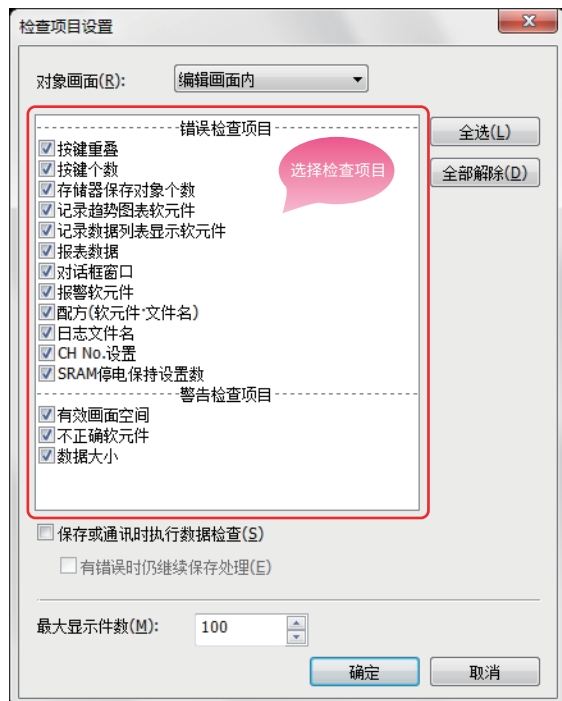 检查项目设置
对象画面(R): 编辑画面内
错误检查项目
全选(L)
按键重叠
按键个数
选择检查项目
全部解除(D)
存储器保存对象个数
记录趋势图表软元件
记录数据列表显示软元件
报表数据
对话框窗口
报警软元件
配方(软元件·文件名)
日志文件名
CH No.设置
SRAM停电保持设置数
警告检查项目
有效画面空间
不正确软元件
数据大小
保存或通讯时执行数据检查(S)
有错误时仍继续保存处理(E)
最大显示件数(M): 100
确定 取消